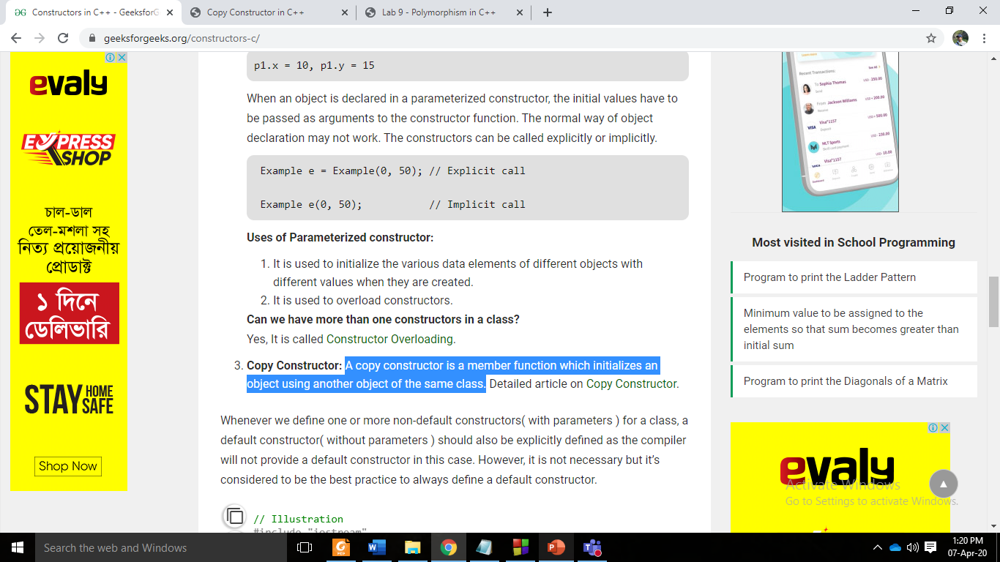 Constructors in C++ - GeeksforG
Copy Constructor in C++
Lab 9 - Polymorphism in C++
geeksforgeeks.org/constructors-c/
evaly
EXPRESS
SHOP
চাল-ডাল
তেল-মশলা সহ
নিত্য প্রয়োজনীয়
প্রোডাক্ট
১ দিনে
ডেলিভারি
STAY HOME SAFE
Shop Now
p1.x = 10, p1.y = 15
When an object is declared in a parameterized constructor, the initial values have to
be passed as arguments to the constructor function. The normal way of object
declaration may not work. The constructors can be called explicitly or implicitly.
Example e = Example(0, 50); // Explicit call
Example e(0, 50);           // Implicit call
Uses of Parameterized constructor:
1. It is used to initialize the various data elements of different objects with
different values when they are created.
2. It is used to overload constructors.
Can we have more than one constructors in a class?
Yes, It is called Constructor Overloading.
3. Copy Constructor: A copy constructor is a member function which initializes an
object using another object of the same class. Detailed article on Copy Constructor.
Whenever we define one or more non-default constructors( with parameters ) for a class, a
default constructor( without parameters ) should also be explicitly defined as the compiler
will not provide a default constructor in this case. However, it is not necessary but it's
considered to be the best practice to always define a default constructor.
// Illustration
#include "iostream"
Recent Transactions:
See All
To Sophia Thomas
USD - 250.00
From Jackson Williams
USD + 200.00
VISA
Visa*1157
USD + 500.00
Deposit
MLT Sports
USD - 230.00
Visa*1157
USD - 10.00
Most visited in School Programming
Program to print the Ladder Pattern
Minimum value to be assigned to the
elements so that sum becomes greater than
initial sum
Program to print the Diagonals of a Matrix
evaly
Activate Windows
Go to Settings to activate Windows.
Search the web and Windows
PDF
1:20 PM
07-Apr-20